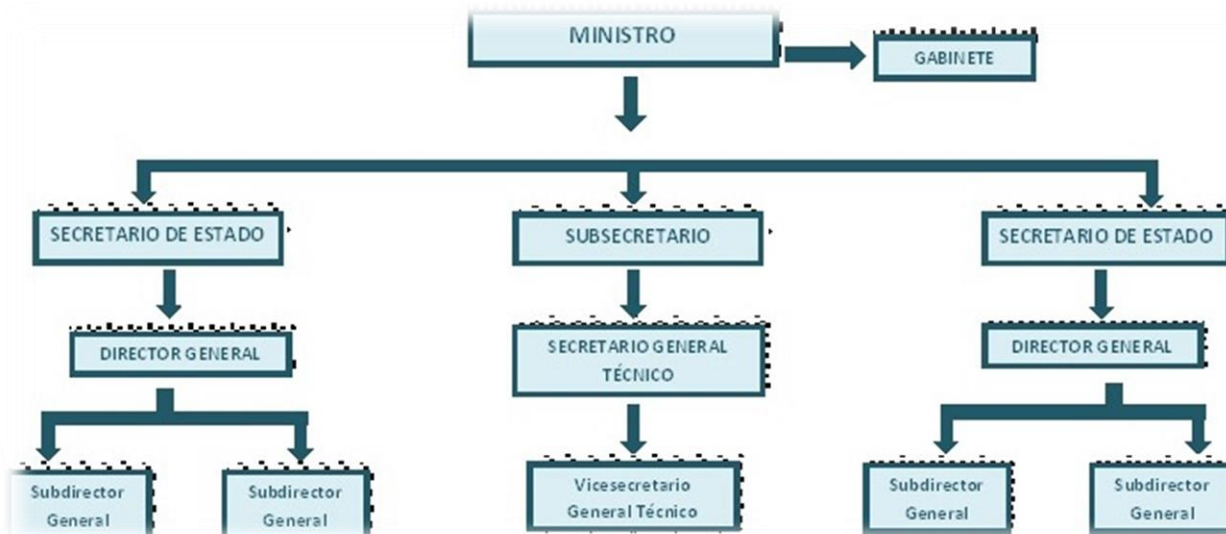 MINISTRO
GABINETE
SECRETARIO DE ESTADO
SUBSECRETARIO
SECRETARIO DE ESTADO
DIRECTOR GENERAL
SECRETARIO GENERAL
TÉCNICO
DIRECTOR GENERAL
Subdirector
General
Subdirector
General
Vicesecretario
General Técnico
Subdirector
General
Subdirector
General